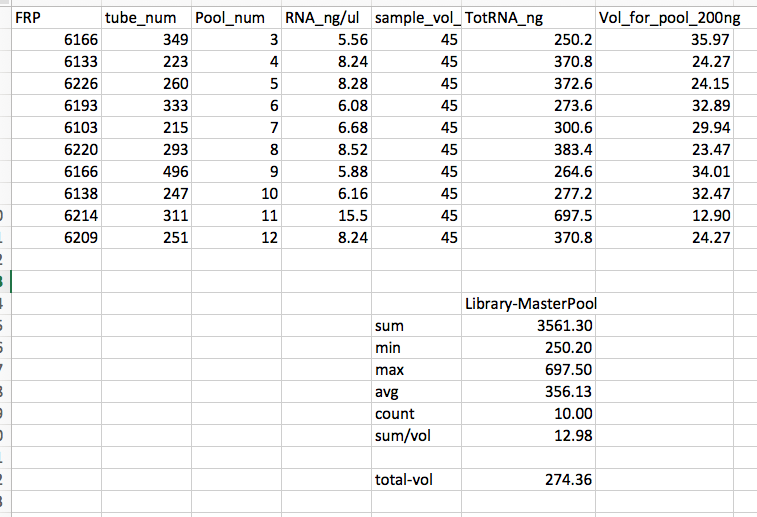 FRP tube_num Pool_num RNA_ng/ul sample_vol_ TotRNA_ng Vol_for_pool_200ng
6166 349 3 5.56 45 250.2 35.97
6133 223 4 8.24 45 370.8 24.27
6226 260 5 8.28 45 372.6 24.15
6193 333 6 6.08 45 273.6 32.89
6103 215 7 6.68 45 300.6 29.94
6220 293 8 8.52 45 383.4 23.47
6166 496 9 5.88 45 264.6 34.01
6138 247 10 6.16 45 277.2 32.47
6214 311 11 15.5 45 697.5 12.90
6209 251 12 8.24 45 370.8 24.27
Library-MasterPool
sum 3561.30
min 250.20
max 697.50
avg 356.13
count 10.00
sum/vol 12.98
total-vol 274.36